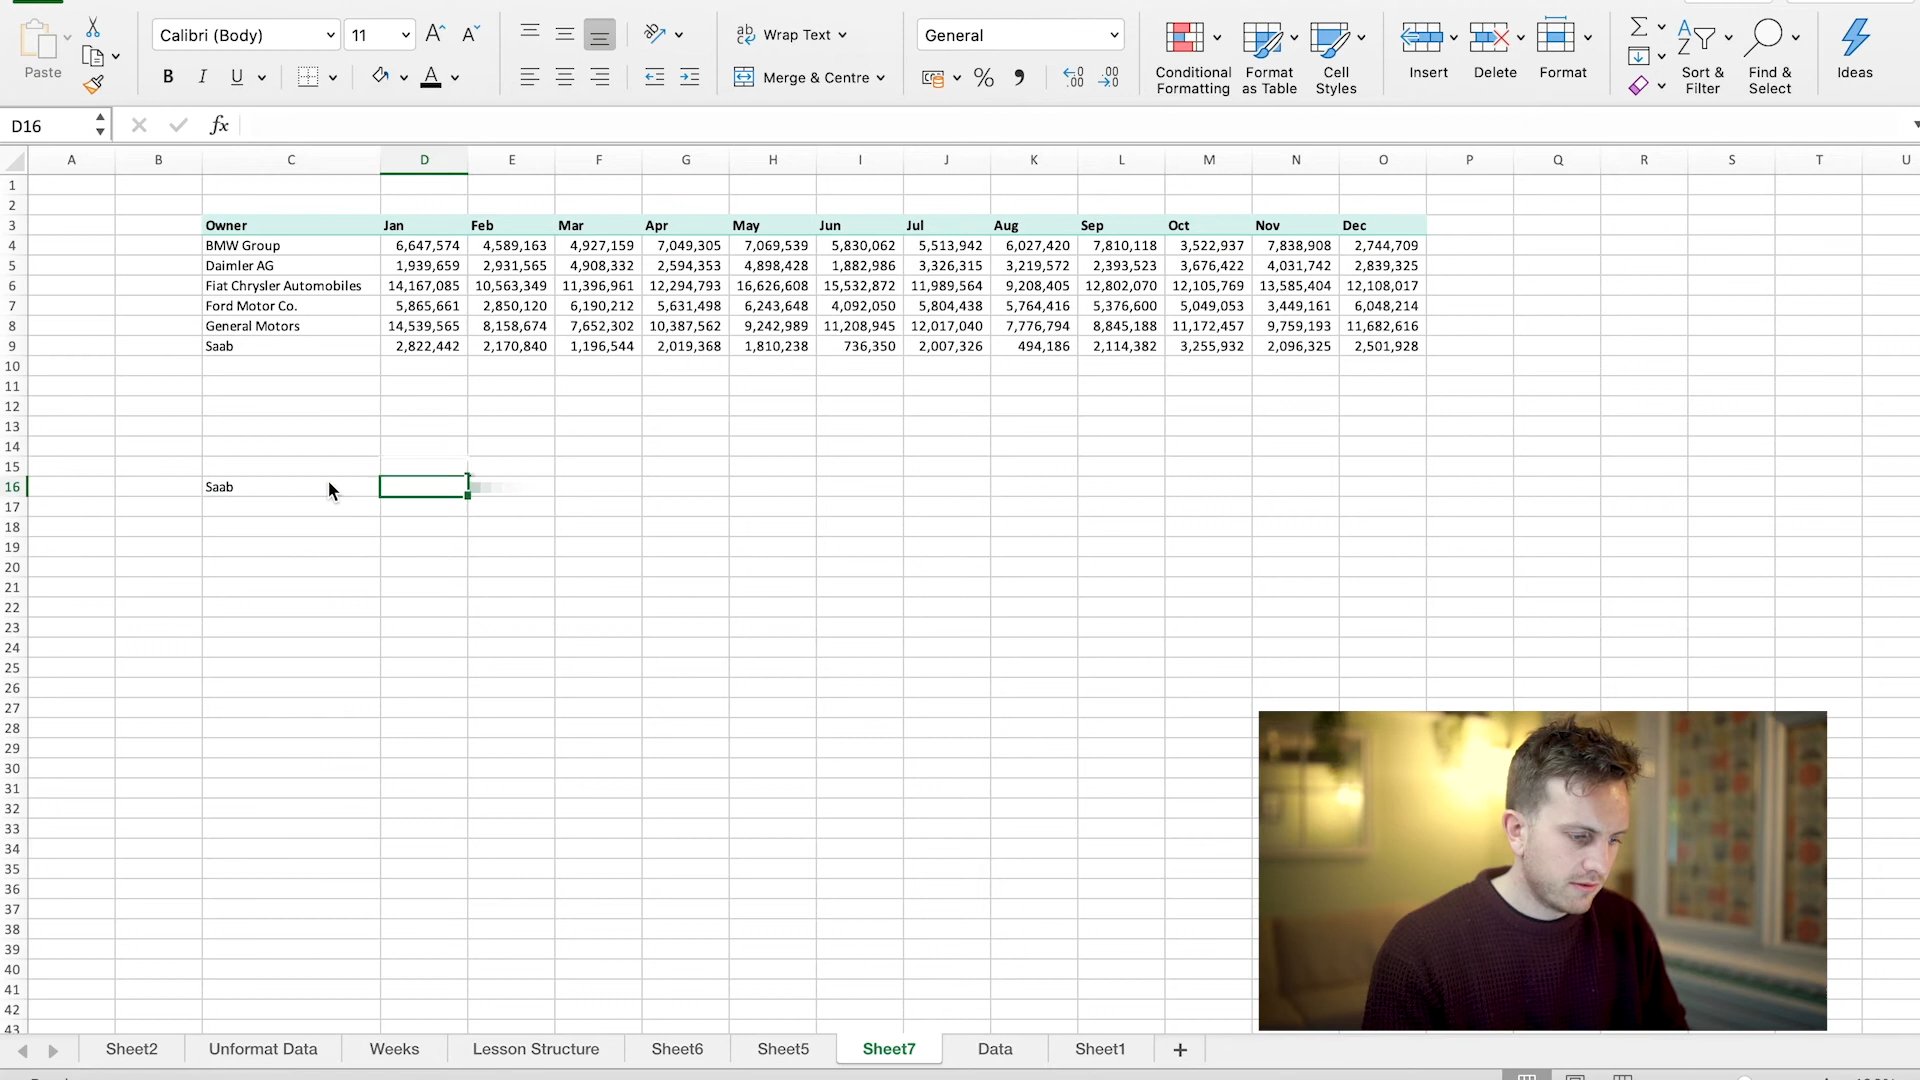 Calibri (Body) 11 A^ A˅ ab Wrap Text General
Paste B I U A Merge & Centre % , ←0 .00 .00 →0 Conditional Formatting Format as Table Cell Styles Insert Delete Format Sort & Filter Find & Select Ideas
D16 fx
A B C D E F G H I J K L M N O P Q R S T U
1
2
3 Owner Jan Feb Mar Apr May Jun Jul Aug Sep Oct Nov Dec
4 BMW Group 6,647,574 4,589,163 4,927,159 7,049,305 7,069,539 5,830,062 5,513,942 6,027,420 7,810,118 3,522,937 7,838,908 2,744,709
5 Daimler AG 1,939,659 2,931,565 4,908,332 2,594,353 4,898,428 1,882,986 3,326,315 3,219,572 2,393,523 3,676,422 4,031,742 2,839,325
6 Fiat Chrysler Automobiles 14,167,085 10,563,349 11,396,961 12,294,793 16,626,608 15,532,872 11,989,564 9,208,405 12,802,070 12,105,769 13,585,404 12,108,017
7 Ford Motor Co. 5,865,661 2,850,120 6,190,212 5,631,498 6,243,648 4,092,050 5,804,438 5,764,416 5,376,600 5,049,053 3,449,161 6,048,214
8 General Motors 14,539,565 8,158,674 7,652,302 10,387,562 9,242,989 11,208,945 12,017,040 7,776,794 8,845,188 11,172,457 9,759,193 11,682,616
9 Saab 2,822,442 2,170,840 1,196,544 2,019,368 1,810,238 736,350 2,007,326 494,186 2,114,382 3,255,932 2,096,325 2,501,928
10
11
12
13
14
15
16 Saab
17
18
19
20
21
22
23
24
25
26
27
28
29
30
31
32
33
34
35
36
37
38
39
40
41
42
43
Sheet2 Unformat Data Weeks Lesson Structure Sheet6 Sheet5 Sheet7 Data Sheet1 +